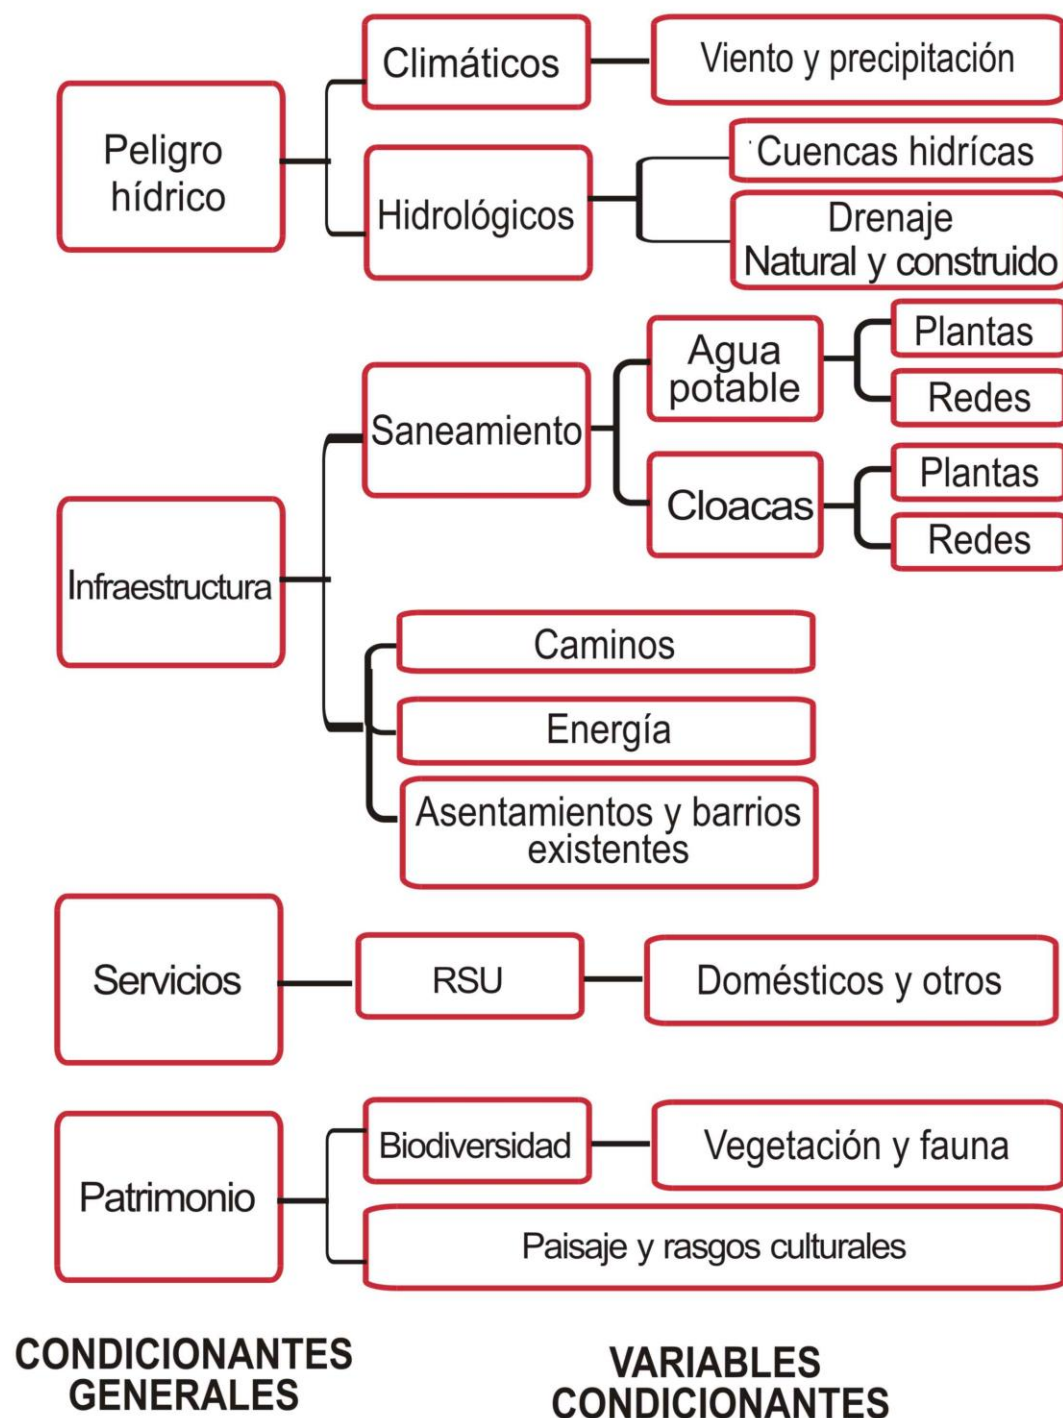 Peligro
hídrico
Climáticos
Viento y precipitación
Hidrológicos
Cuencas hidrícas
Drenaje
Natural y construido
Infraestructura
Saneamiento
Agua
potable
Plantas
Redes
Cloacas
Plantas
Redes
Caminos
Energía
Asentamientos y barrios
existentes
Servicios
RSU
Domésticos y otros
Patrimonio
Biodiversidad
Vegetación y fauna
Paisaje y rasgos culturales
CONDICIONANTES
GENERALES
VARIABLES
CONDICIONANTES